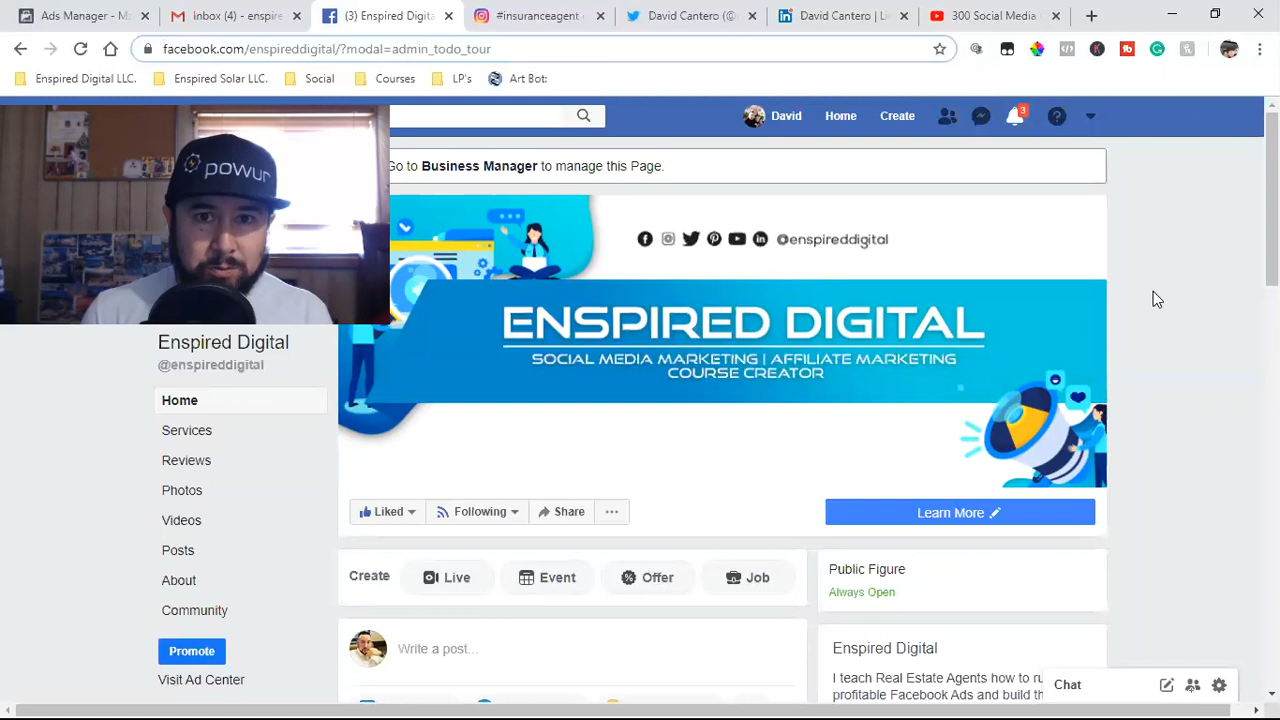 Ads Manager - Ma
Inbox (4) - enspire
(3) Enspired Digita
#insuranceagent
David Cantero (@
David Cantero | Lin
300 Social Media
facebook.com/enspireddigital/?modal=admin_todo_tour
Enspired Digital LLC.
Enspired Solar LLC.
Social
Courses
LP's
Art Bot:
David
Home
Create
3
Go to Business Manager to manage this Page.
powur
@enspireddigital
ENSPIRED DIGITAL
SOCIAL MEDIA MARKETING | AFFILIATE MARKETING
COURSE CREATOR
Enspired Digital
@enspireddigital
Home
Services
Reviews
Photos
Videos
Posts
About
Community
Promote
Visit Ad Center
Liked
Following
Share
Learn More
Create
Live
Event
Offer
Job
Write a post...
Public Figure
Always Open
Enspired Digital
I teach Real Estate Agents how to ru
profitable Facebook Ads and build th
Chat